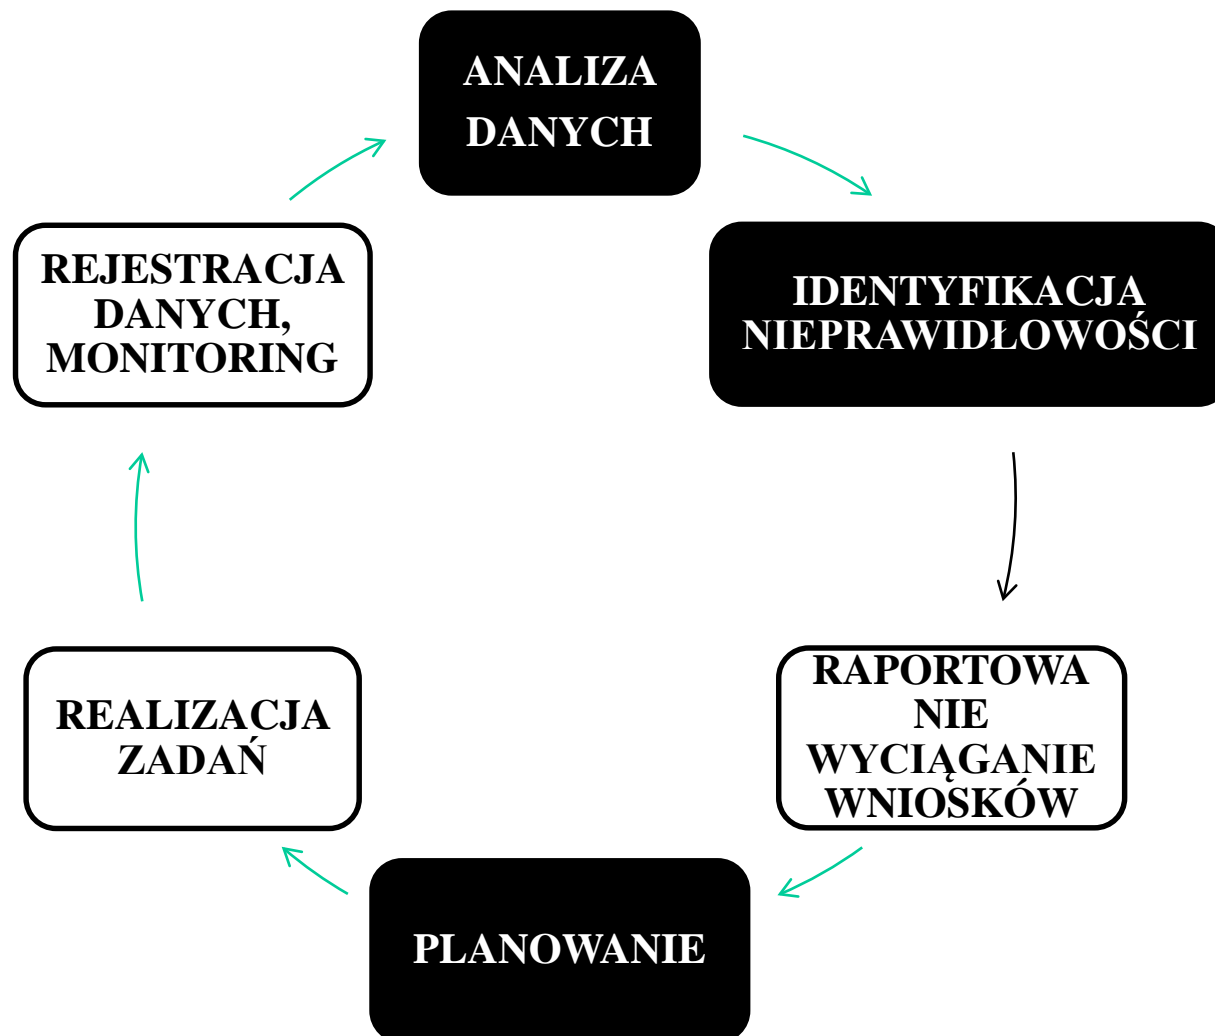 ANALIZA
DANYCH
IDENTYFIKACJA
NIEPRAWIDŁOWOŚCI
RAPORTOWA
NIE
WYCIĄGANIE
WNIOSKÓW
PLANOWANIE
REALIZACJA
ZADAŃ
REJESTRACJA
DANYCH,
MONITORING